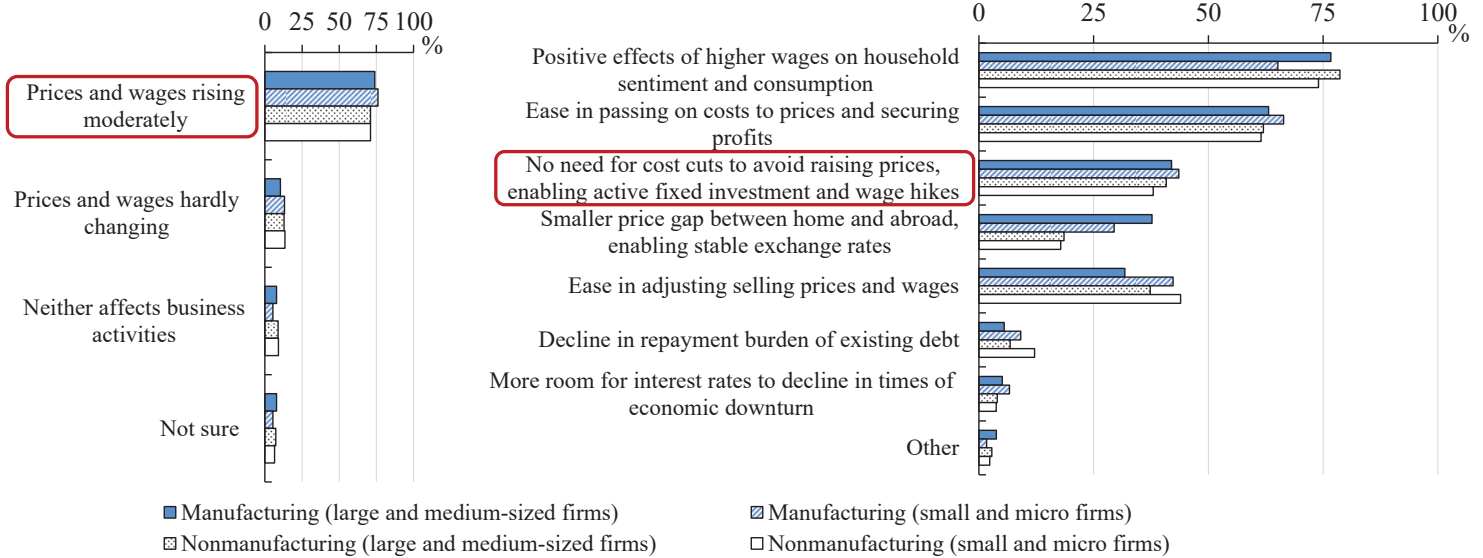 0 25 50 75 100
%
Prices and wages rising
moderately
Prices and wages hardly
changing
Neither affects business
activities
Not sure
0 25 50 75 100
%
Positive effects of higher wages on household
sentiment and consumption
Ease in passing on costs to prices and securing
profits
No need for cost cuts to avoid raising prices,
enabling active fixed investment and wage hikes
Smaller price gap between home and abroad,
enabling stable exchange rates
Ease in adjusting selling prices and wages
Decline in repayment burden of existing debt
More room for interest rates to decline in times of
economic downturn
Other
Manufacturing (large and medium-sized firms)
Manufacturing (small and micro firms)
Nonmanufacturing (large and medium-sized firms)
Nonmanufacturing (small and micro firms)